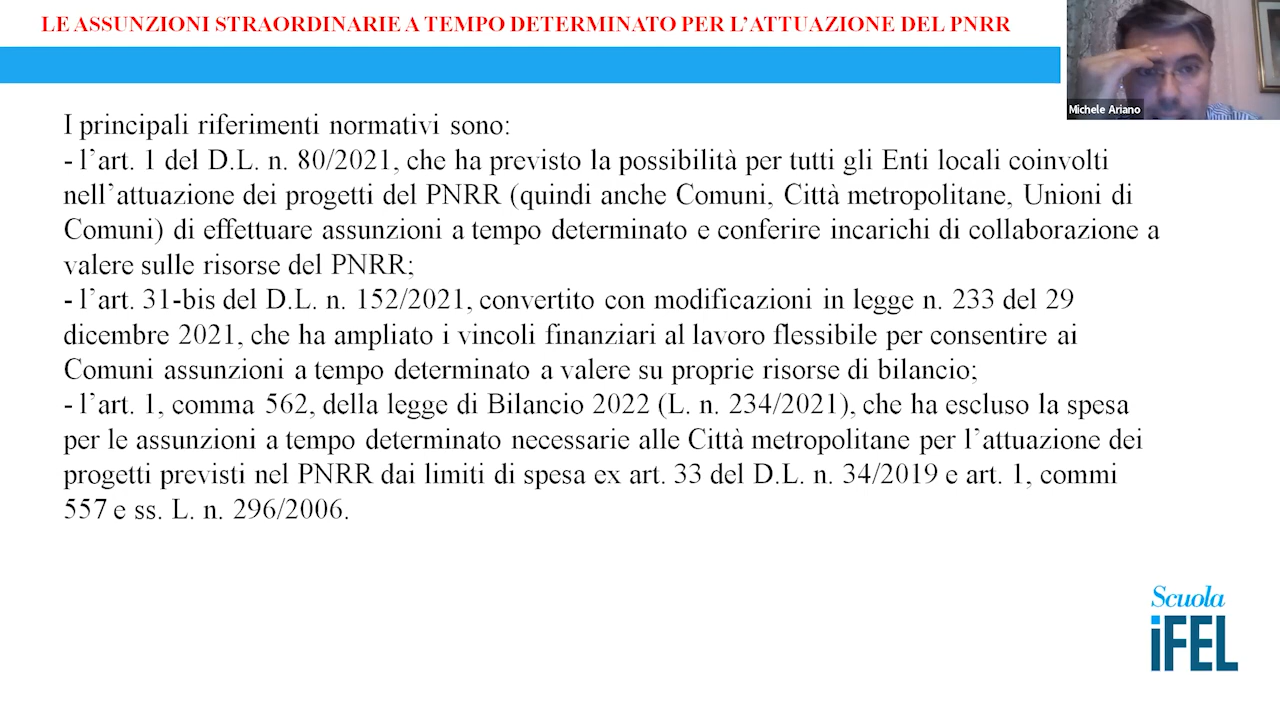 LE ASSUNZIONI STRAORDINARIE A TEMPO DETERMINATO PER L'ATTUAZIONE DEL PNRR
Michele Ariano
I principali riferimenti normativi sono:
- l'art. 1 del D.L. n. 80/2021, che ha previsto la possibilità per tutti gli Enti locali coinvolti
nell'attuazione dei progetti del PNRR (quindi anche Comuni, Città metropolitane, Unioni di
Comuni) di effettuare assunzioni a tempo determinato e conferire incarichi di collaborazione a
valere sulle risorse del PNRR;
- l'art. 31-bis del D.L. n. 152/2021, convertito con modificazioni in legge n. 233 del 29
dicembre 2021, che ha ampliato i vincoli finanziari al lavoro flessibile per consentire ai
Comuni assunzioni a tempo determinato a valere su proprie risorse di bilancio;
- l'art. 1, comma 562, della legge di Bilancio 2022 (L. n. 234/2021), che ha escluso la spesa
per le assunzioni a tempo determinato necessarie alle Città metropolitane per l'attuazione dei
progetti previsti nel PNRR dai limiti di spesa ex art. 33 del D.L. n. 34/2019 e art. 1, commi
557 e ss. L. n. 296/2006.
Scuola
iFEL